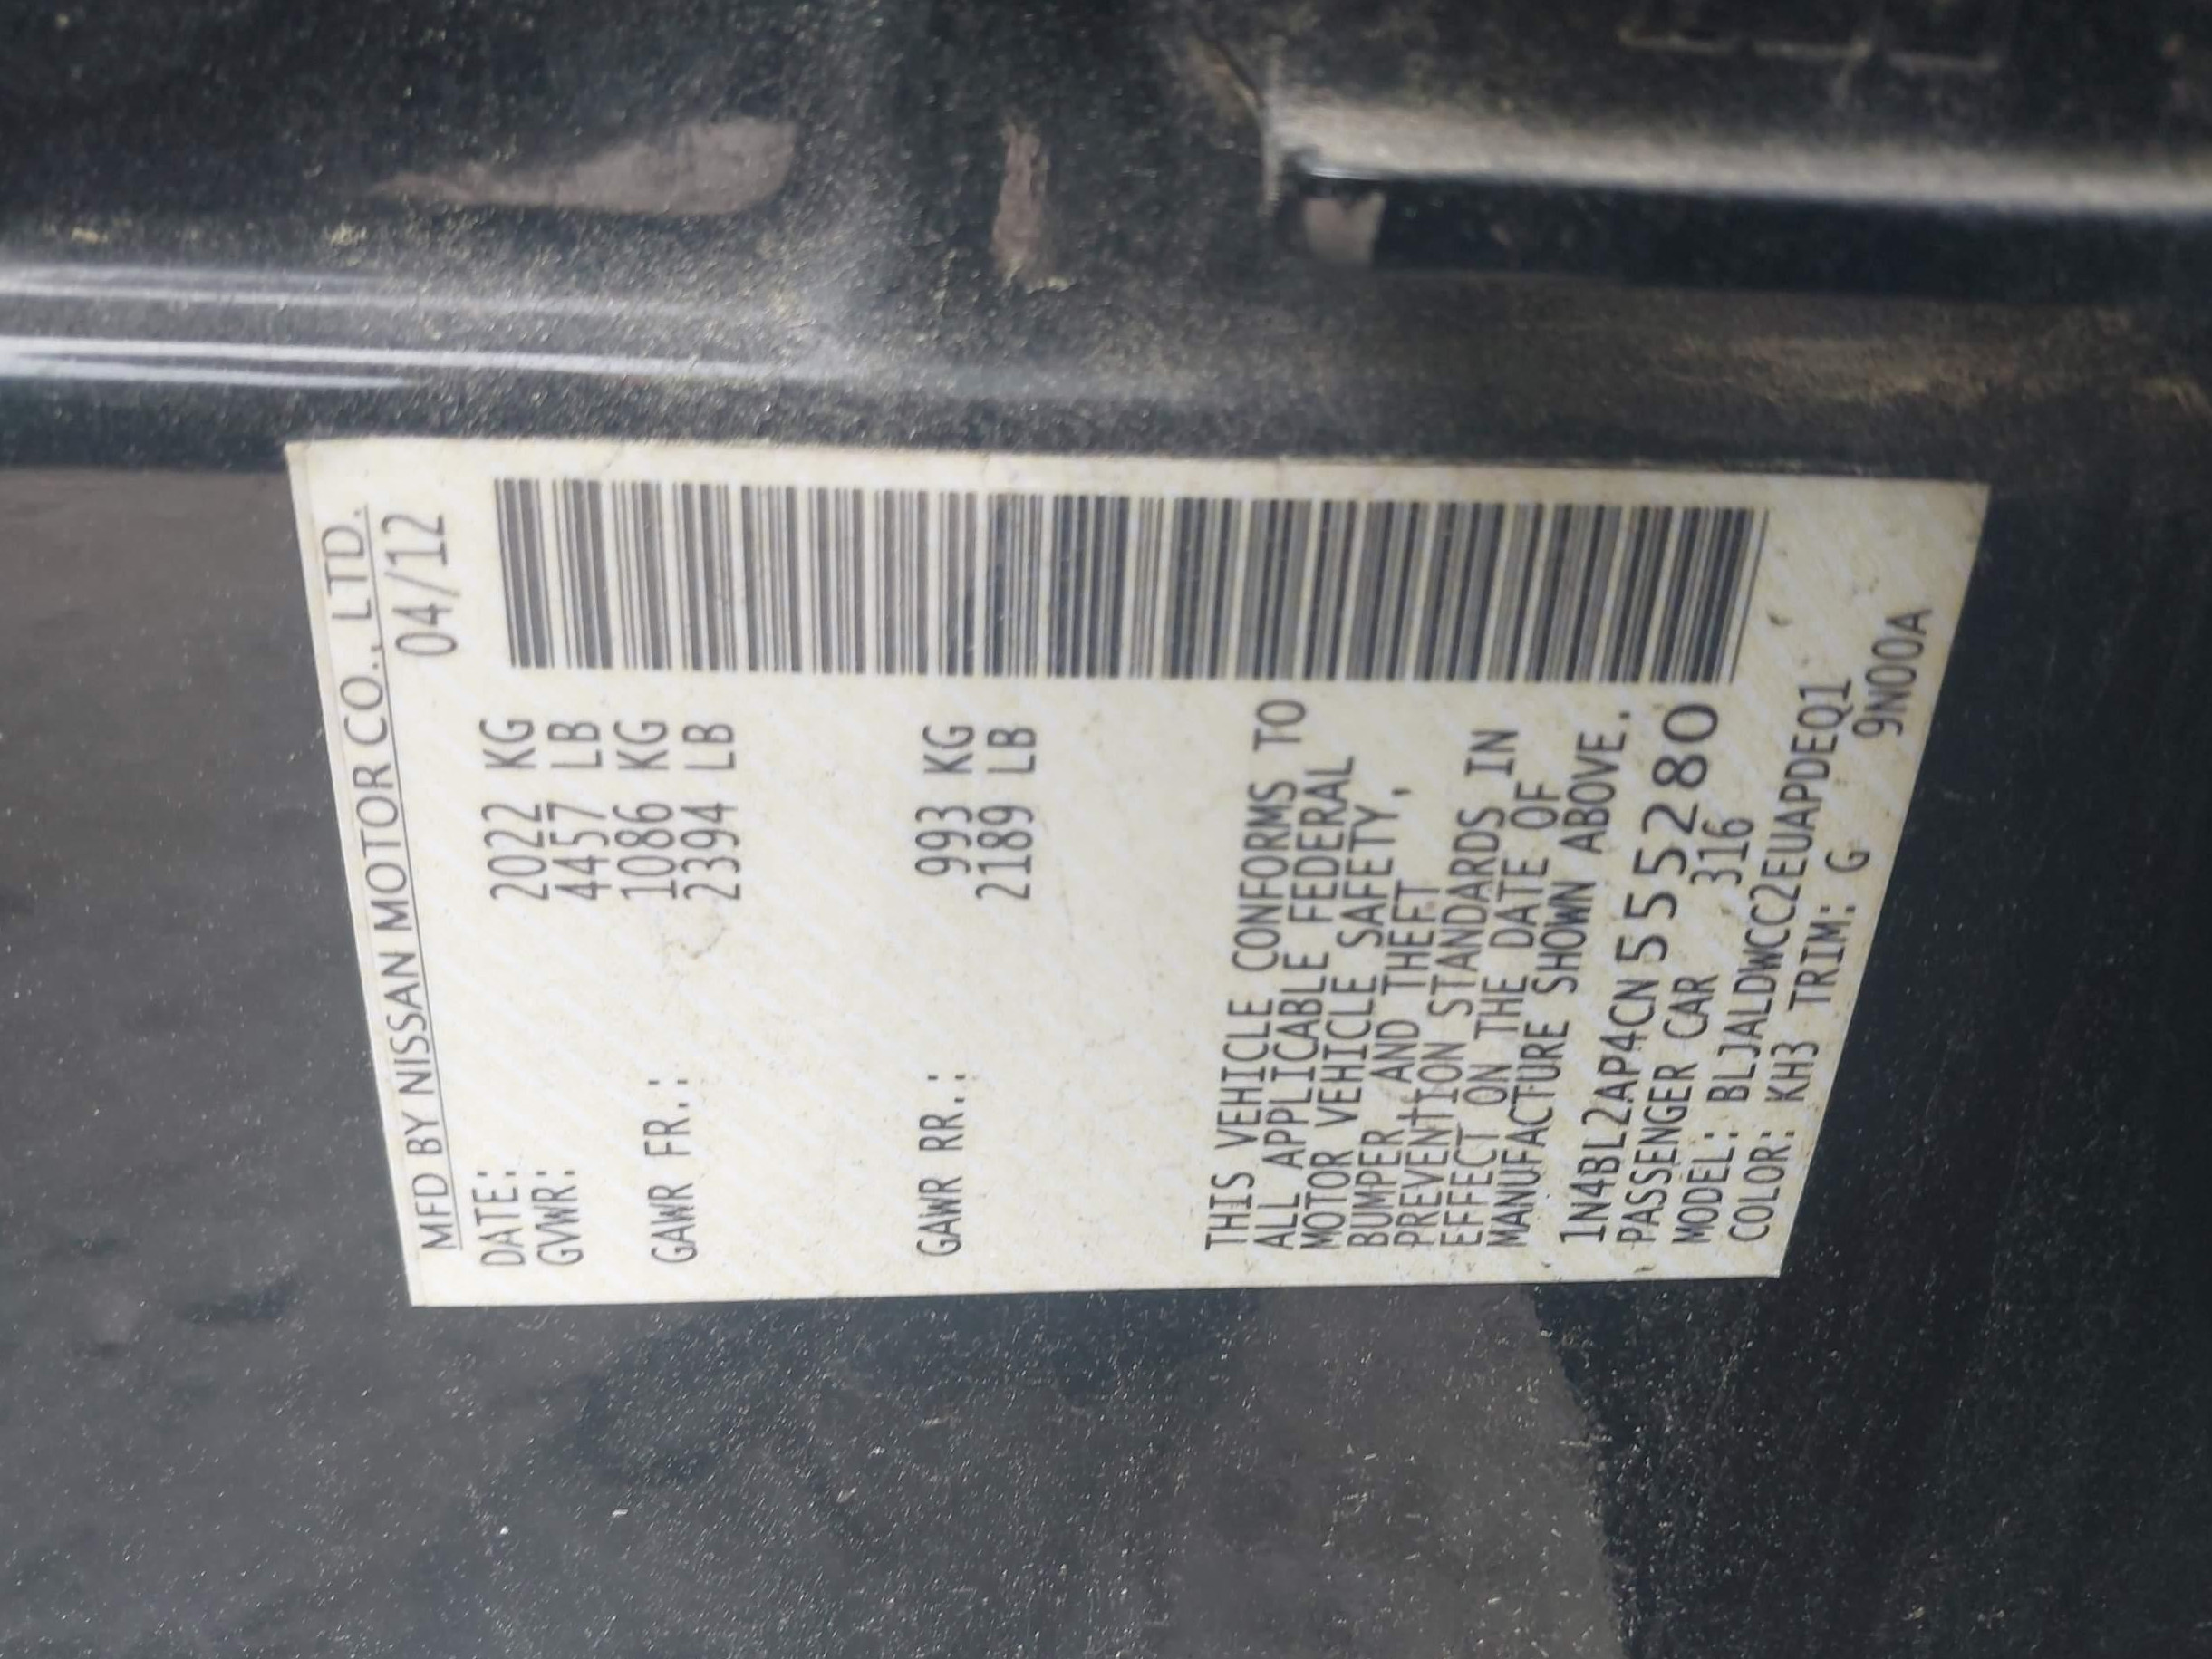 MFD BY NISSAN MOTOR CO., LTD.
DATE: 04/12
GVWR: 2022 KG
4457 LB
GAWR FR.: 1086 KG
2394 LB
GAWR RR.: 993 KG
2189 LB
THIS VEHICLE CONFORMS TO
ALL APPLICABLE FEDERAL
MOTOR VEHICLE SAFETY,
BUMPER AND THEFT
PREVENTION STANDARDS IN
EFFECT ON THE DATE OF
MANUFACTURE SHOWN ABOVE.
1N4BL2AP4CN555280
PASSENGER CAR 316
MODEL: BLJALDWCC2EUAPDEQ1
COLOR: KH3 TRIM: G 9N00A